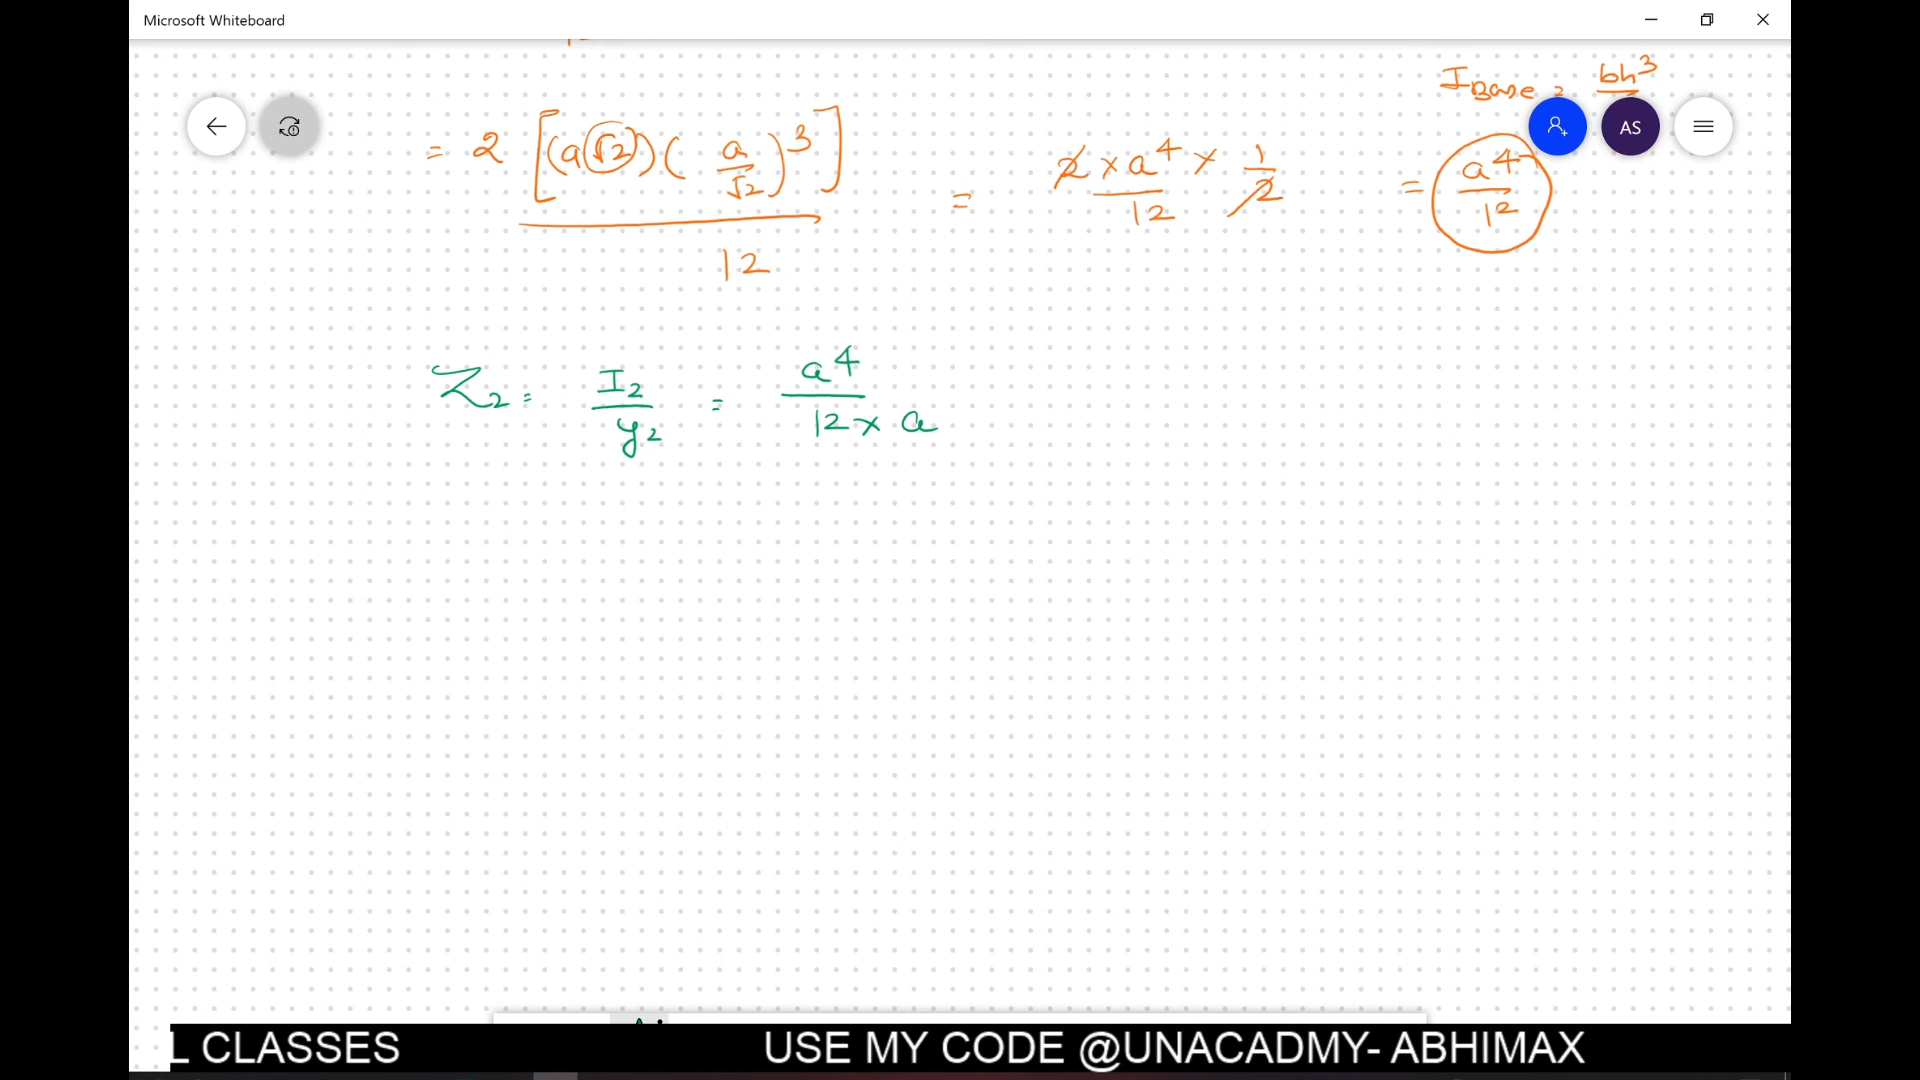 Microsoft Whiteboard
I Base = bh³
= 2 [(a√2)(a/√2)³] / 12 = 2 × a⁴/12 × 1/2 = a⁴/12
AS
Z₂ = I₂/y₂ = a⁴/12 × a
L CLASSES USE MY CODE @UNACADMY- ABHIMAX